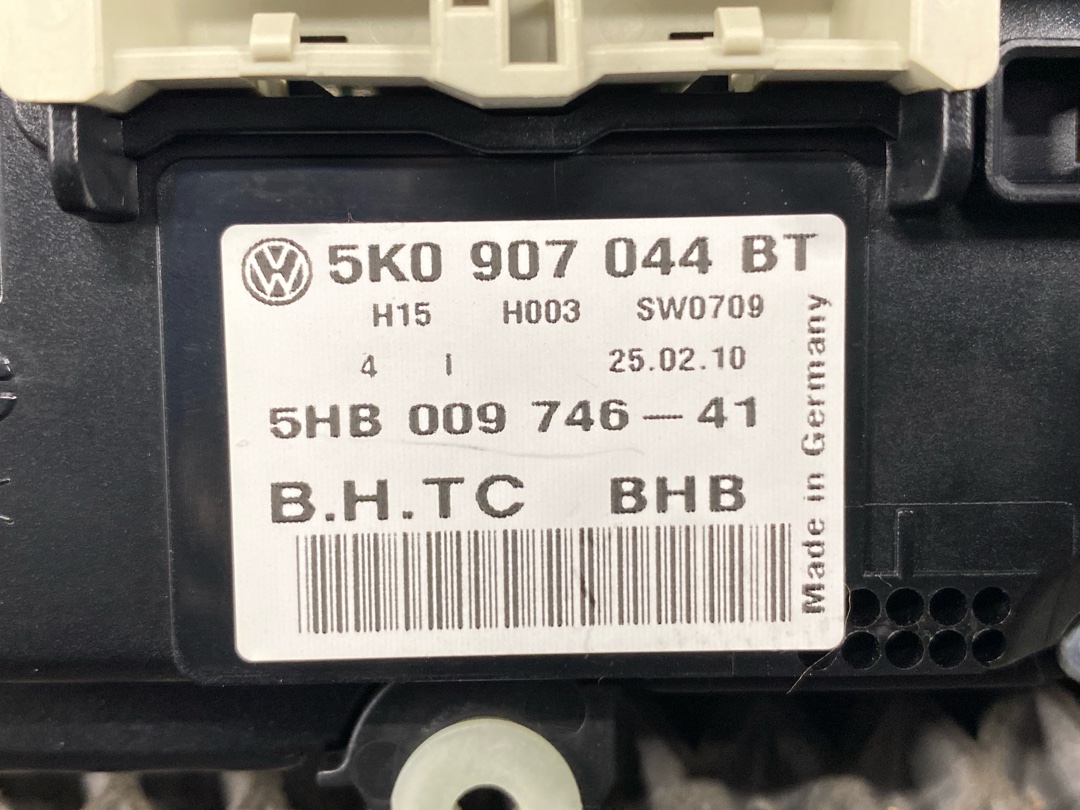 5K0 907 044 BT
H15 H003 SW0709
4 I 25.02.10
5HB 009 746-41
B.H.TC BHB
Made in Germany